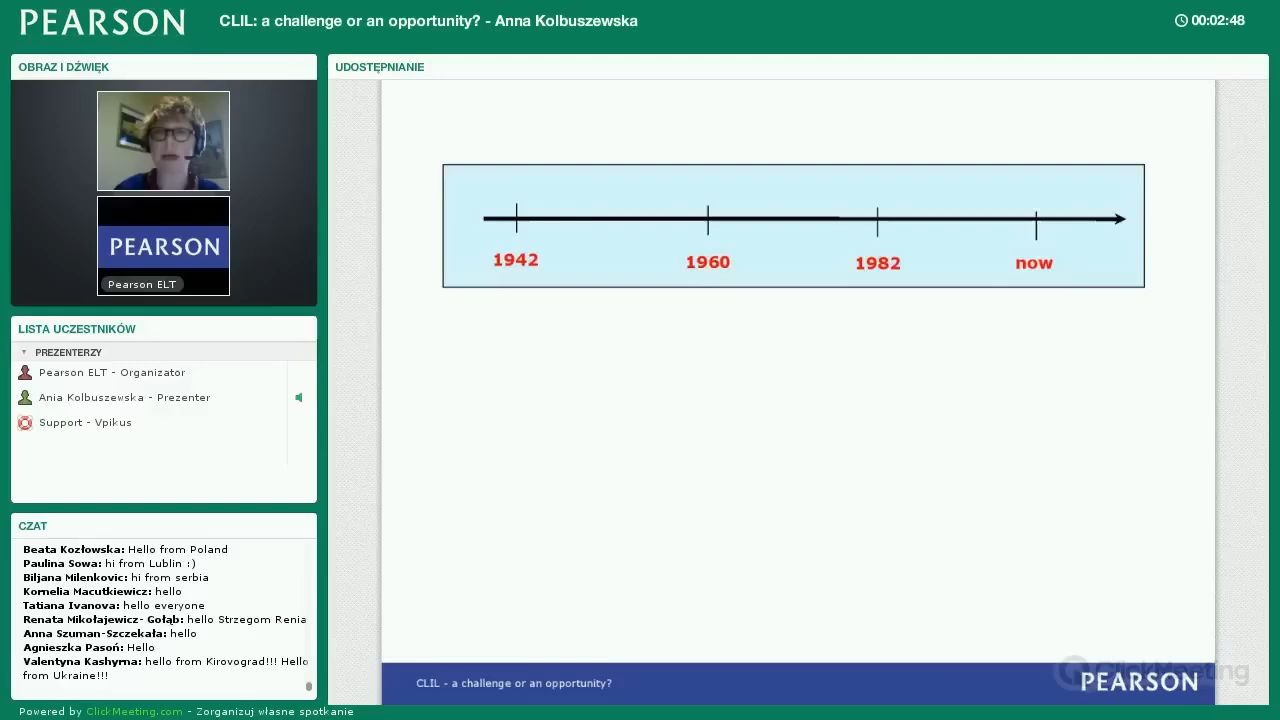 PEARSON
CLIL: a challenge or an opportunity? - Anna Kolbuszewska
00:02:48
OBRAZ I DŹWIĘK
PEARSON
Pearson ELT
LISTA UCZESTNIKÓW
PREZENTERZY
Pearson ELT - Organizator
Ania Kolbuszewska - Prezenter
Support - Vpikus
CZAT
Beata Kozłowska: Hello from Poland
Paulina Sowa: hi from Lublin :)
Biljana Milenkovic: hi from serbia
Kornelia Macutkiewicz: hello
Tatiana Ivanova: hello everyone
Renata Mikołajewicz- Gołąb: hello Strzegom Renia
Anna Szuman-Szczekała: hello
Agnieszka Pasoń: Hello
Valentyna Kashyrna: hello from Kirovograd!!! Hello
from Ukraine!!!
Powered by ClickMeeting.com - Zorganizuj własne spotkanie
UDOSTĘPNIANIE
1942 1960 1982 now
CLIL - a challenge or an opportunity?
ClickMeeting
PEARSON